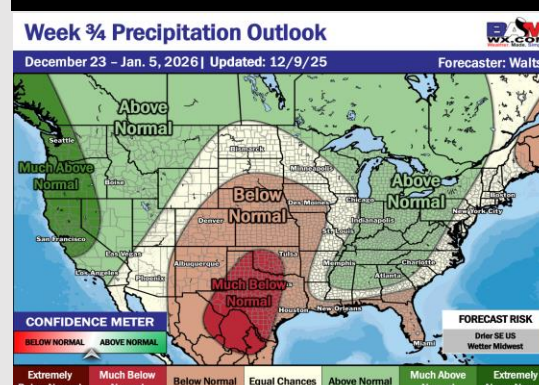 Week ¾ Precipitation Outlook
BAM
WX.COM
December 23 – Jan. 5, 2026| Updated: 12/9/25
Forecaster: Walts
Above
Normal
Seattle
Much Above
Normal
Boise
Bismarck
Minneapolis
Above
Normal
Boston
New York City
Chicago
Below
Normal
Des Moines
Denver
Indianapolis
St. Louis
San Francisco
Las Vegas
Los Angeles
Phoenix
Albuquerque
Tulsa
Memphis
Charlotte
Atlanta
Much Below
Normal
Houston
New Orleans
Miami
CONFIDENCE METER
BELOW NORMAL
ABOVE NORMAL
FORECAST RISK
Drier SE US
Wetter Midwest
Extremely
Much Below
Below Normal
Equal Chances
Above Normal
Much Above
Extremely